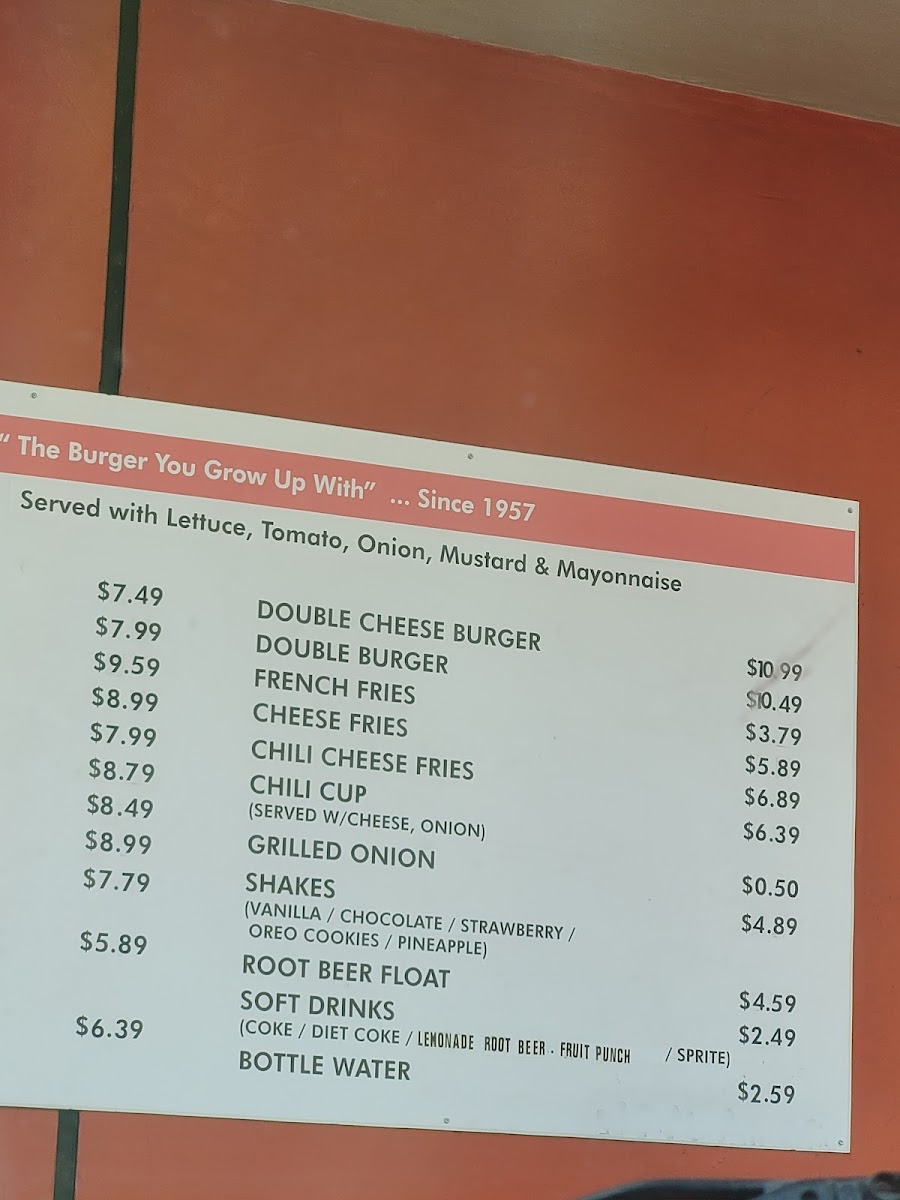 “ The Burger You Grow Up With” ... Since 1957
Served with Lettuce, Tomato, Onion, Mustard & Mayonnaise
$7.49
$7.99
$9.59
$8.99
$7.99
$8.79
$8.49
$8.99
$7.79
$5.89
$6.39
DOUBLE CHEESE BURGER $10.99
DOUBLE BURGER $10.49
FRENCH FRIES $3.79
CHEESE FRIES $5.89
CHILI CHEESE FRIES $6.89
CHILI CUP $6.39
(SERVED W/CHEESE, ONION)
GRILLED ONION $0.50
SHAKES $4.89
(VANILLA / CHOCOLATE / STRAWBERRY /
OREO COOKIES / PINEAPPLE)
ROOT BEER FLOAT $4.59
SOFT DRINKS $2.49
(COKE / DIET COKE / LEMONADE ROOT BEER . FRUIT PUNCH / SPRITE)
BOTTLE WATER $2.59